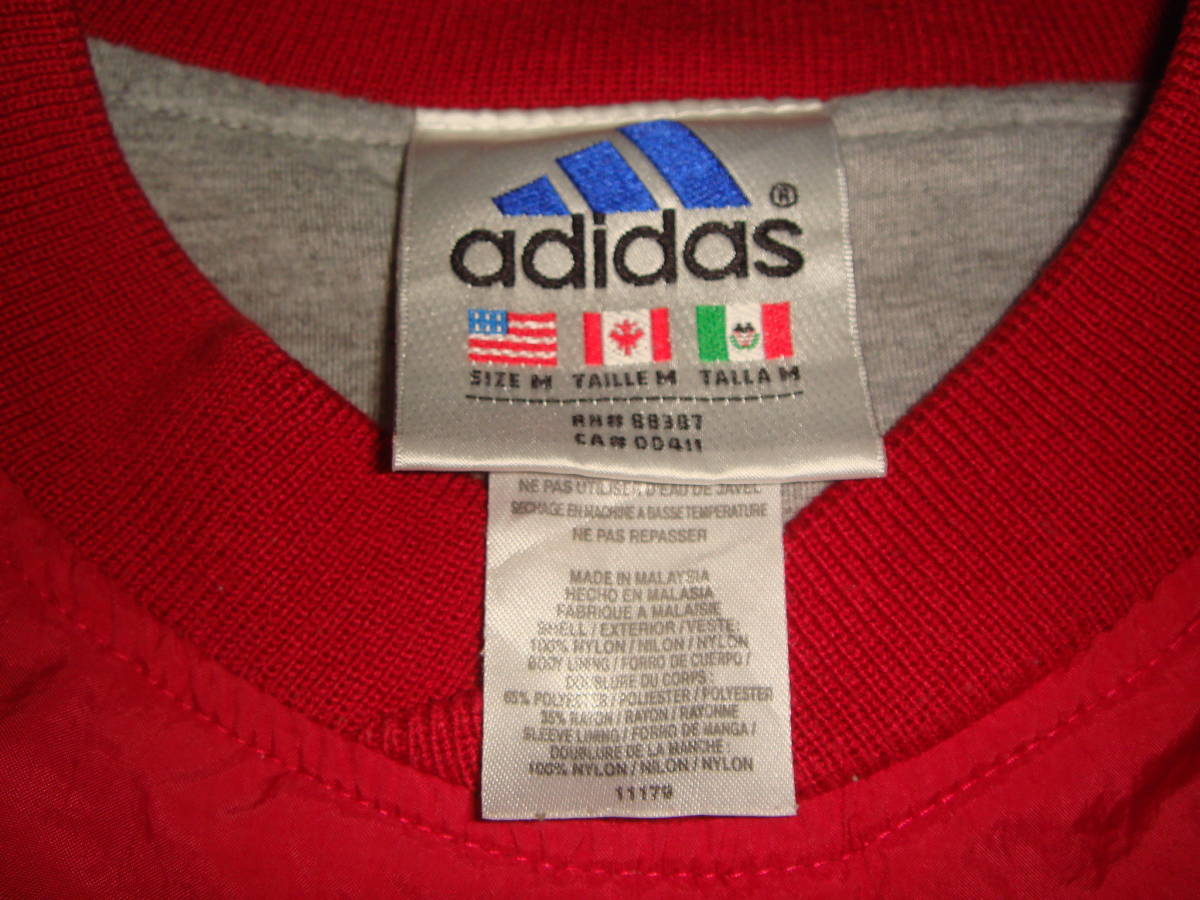 adidas ®
SIZE M TAILLE M TALLA M
RN# 88387
CA# 00411
NE PAS UTILISER D'EAU DE JAVEL
SECHAGE EN MACHINE A BASSE TEMPERATURE
NE PAS REPASSER
MADE IN MALAYSIA
HECHO EN MALASIA
FABRIQUE A MALAISIE
SHELL / EXTERIOR / VESTE:
100% NYLON / NILON / NYLON
BODY LINING / FORRO DE CUERPO /
DOUBLURE DU CORPS:
65% POLYESTER / POLIESTER / POLYESTER
35% RAYON / RAYON / RAYONNE
SLEEVE LINING / FORRO DE MANGA /
DOUBLURE DE LA MANCHE:
100% NYLON / NILON / NYLON
11179